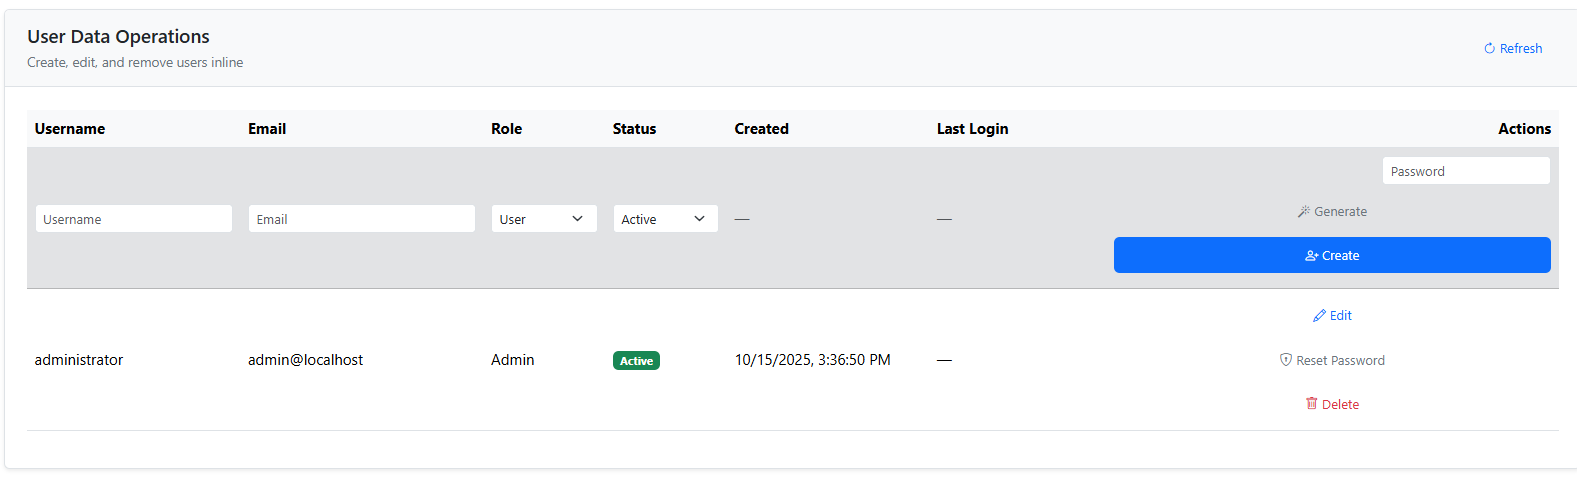 User Data Operations
Create, edit, and remove users inline
Refresh
Username Email Role Status Created Last Login Actions
Password
Username Email User Active — —
Generate
Create
Edit
administrator admin@localhost Admin Active 10/15/2025, 3:36:50 PM —
Reset Password
Delete